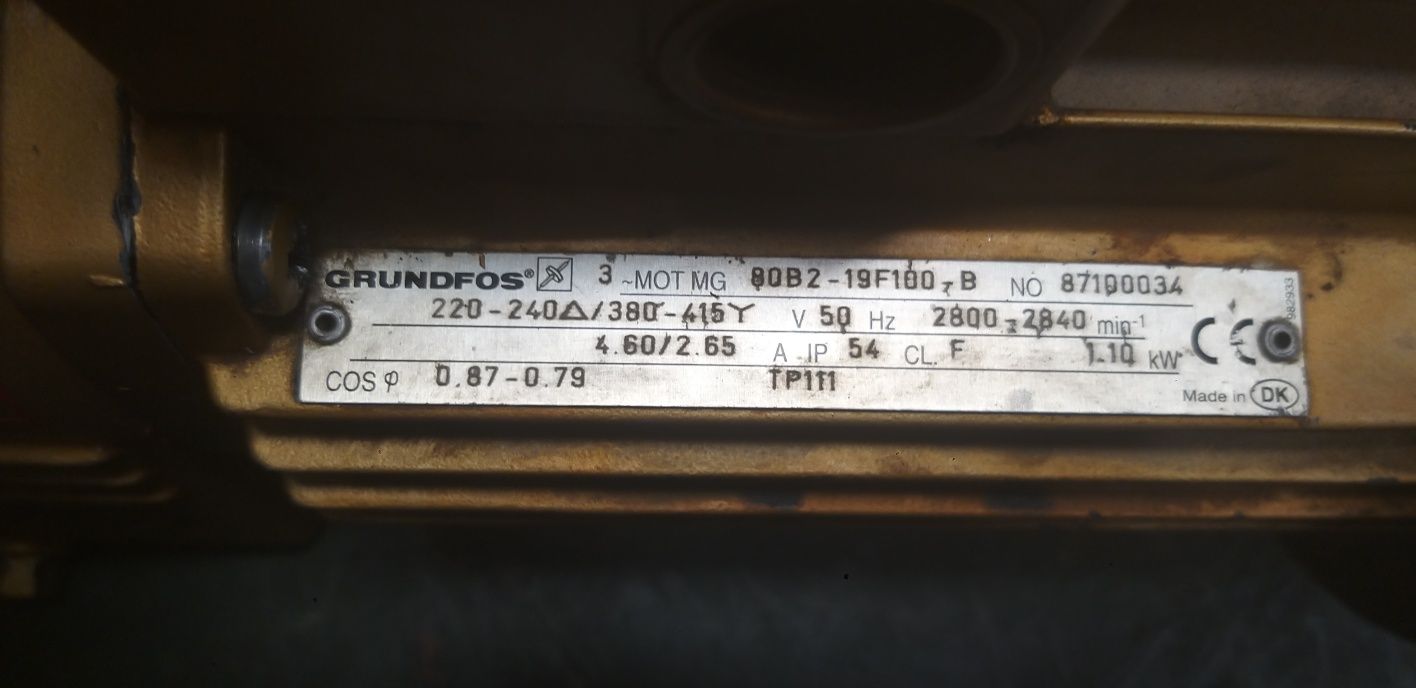 GRUNDFOS® 3 ~MOT MG 80B2-19F100-B NO 87100034
220-240△/380-415Y V 50 Hz 2800-2840 min-1
4.60/2.65 A IP 54 CL. F 1.10 kW CE
COS φ 0.87-0.79 TP111
Made in DK